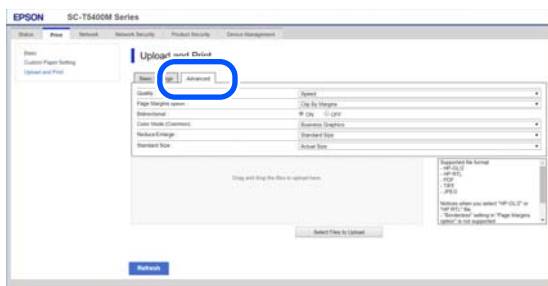 EPSON SC-T5400M Series
Status Print Network Network Security Product Security Device Management
Basic
Custom Paper Setting
Upload and Print
Upload and Print
Basic Advanced
Quality : Speed
Page Margins option : Clip By Margins
Bidirectional : ON OFF
Color Mode (Common) : Business Graphics
Reduce/Enlarge : Standard Size
Standard Size : Actual Size
Drag and drop the files to upload here.
Supported file format
- HP-GL/2
- HP RTL
- PDF
- TIFF
- JPEG
Notices when you select "HP-GL/2" or
"HP RTL" file
- "Borderless" setting in "Page Margins
option" is not supported.
Select Files to Upload
Refresh